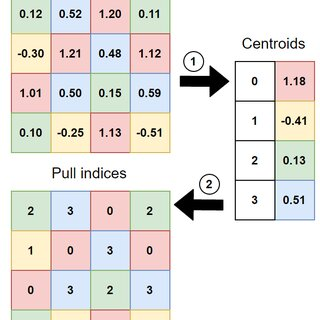 0.12 0.52 1.20 0.11
-0.30 1.21 0.48 1.12
1.01 0.50 0.15 0.59
0.10 -0.25 1.13 -0.51
1
Centroids
0 1.18
1 -0.41
2 0.13
3 0.51
2
Pull indices
2 3 0 2
1 0 3 0
0 3 2 3